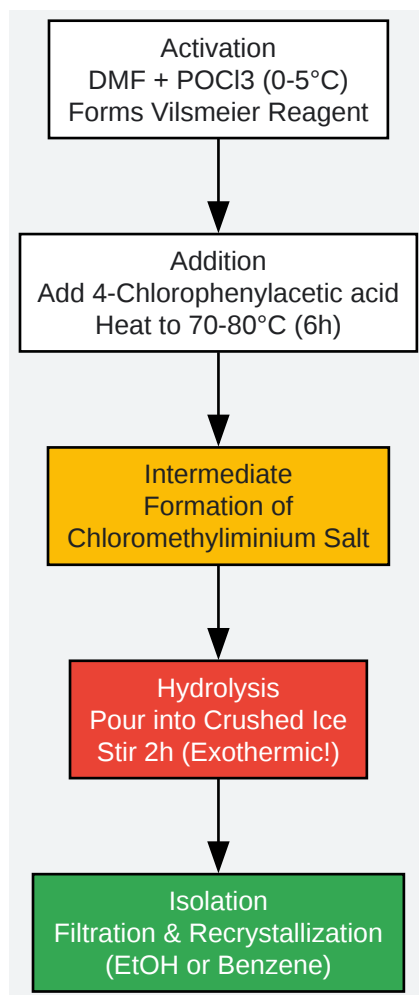 Activation
DMF + POCl3 (0-5°C)
Forms Vilsmeier Reagent
Addition
Add 4-Chlorophenylacetic acid
Heat to 70-80°C (6h)
Intermediate
Formation of
Chloromethyliminium Salt
Hydrolysis
Pour into Crushed Ice
Stir 2h (Exothermic!)
Isolation
Filtration & Recrystallization
(EtOH or Benzene)